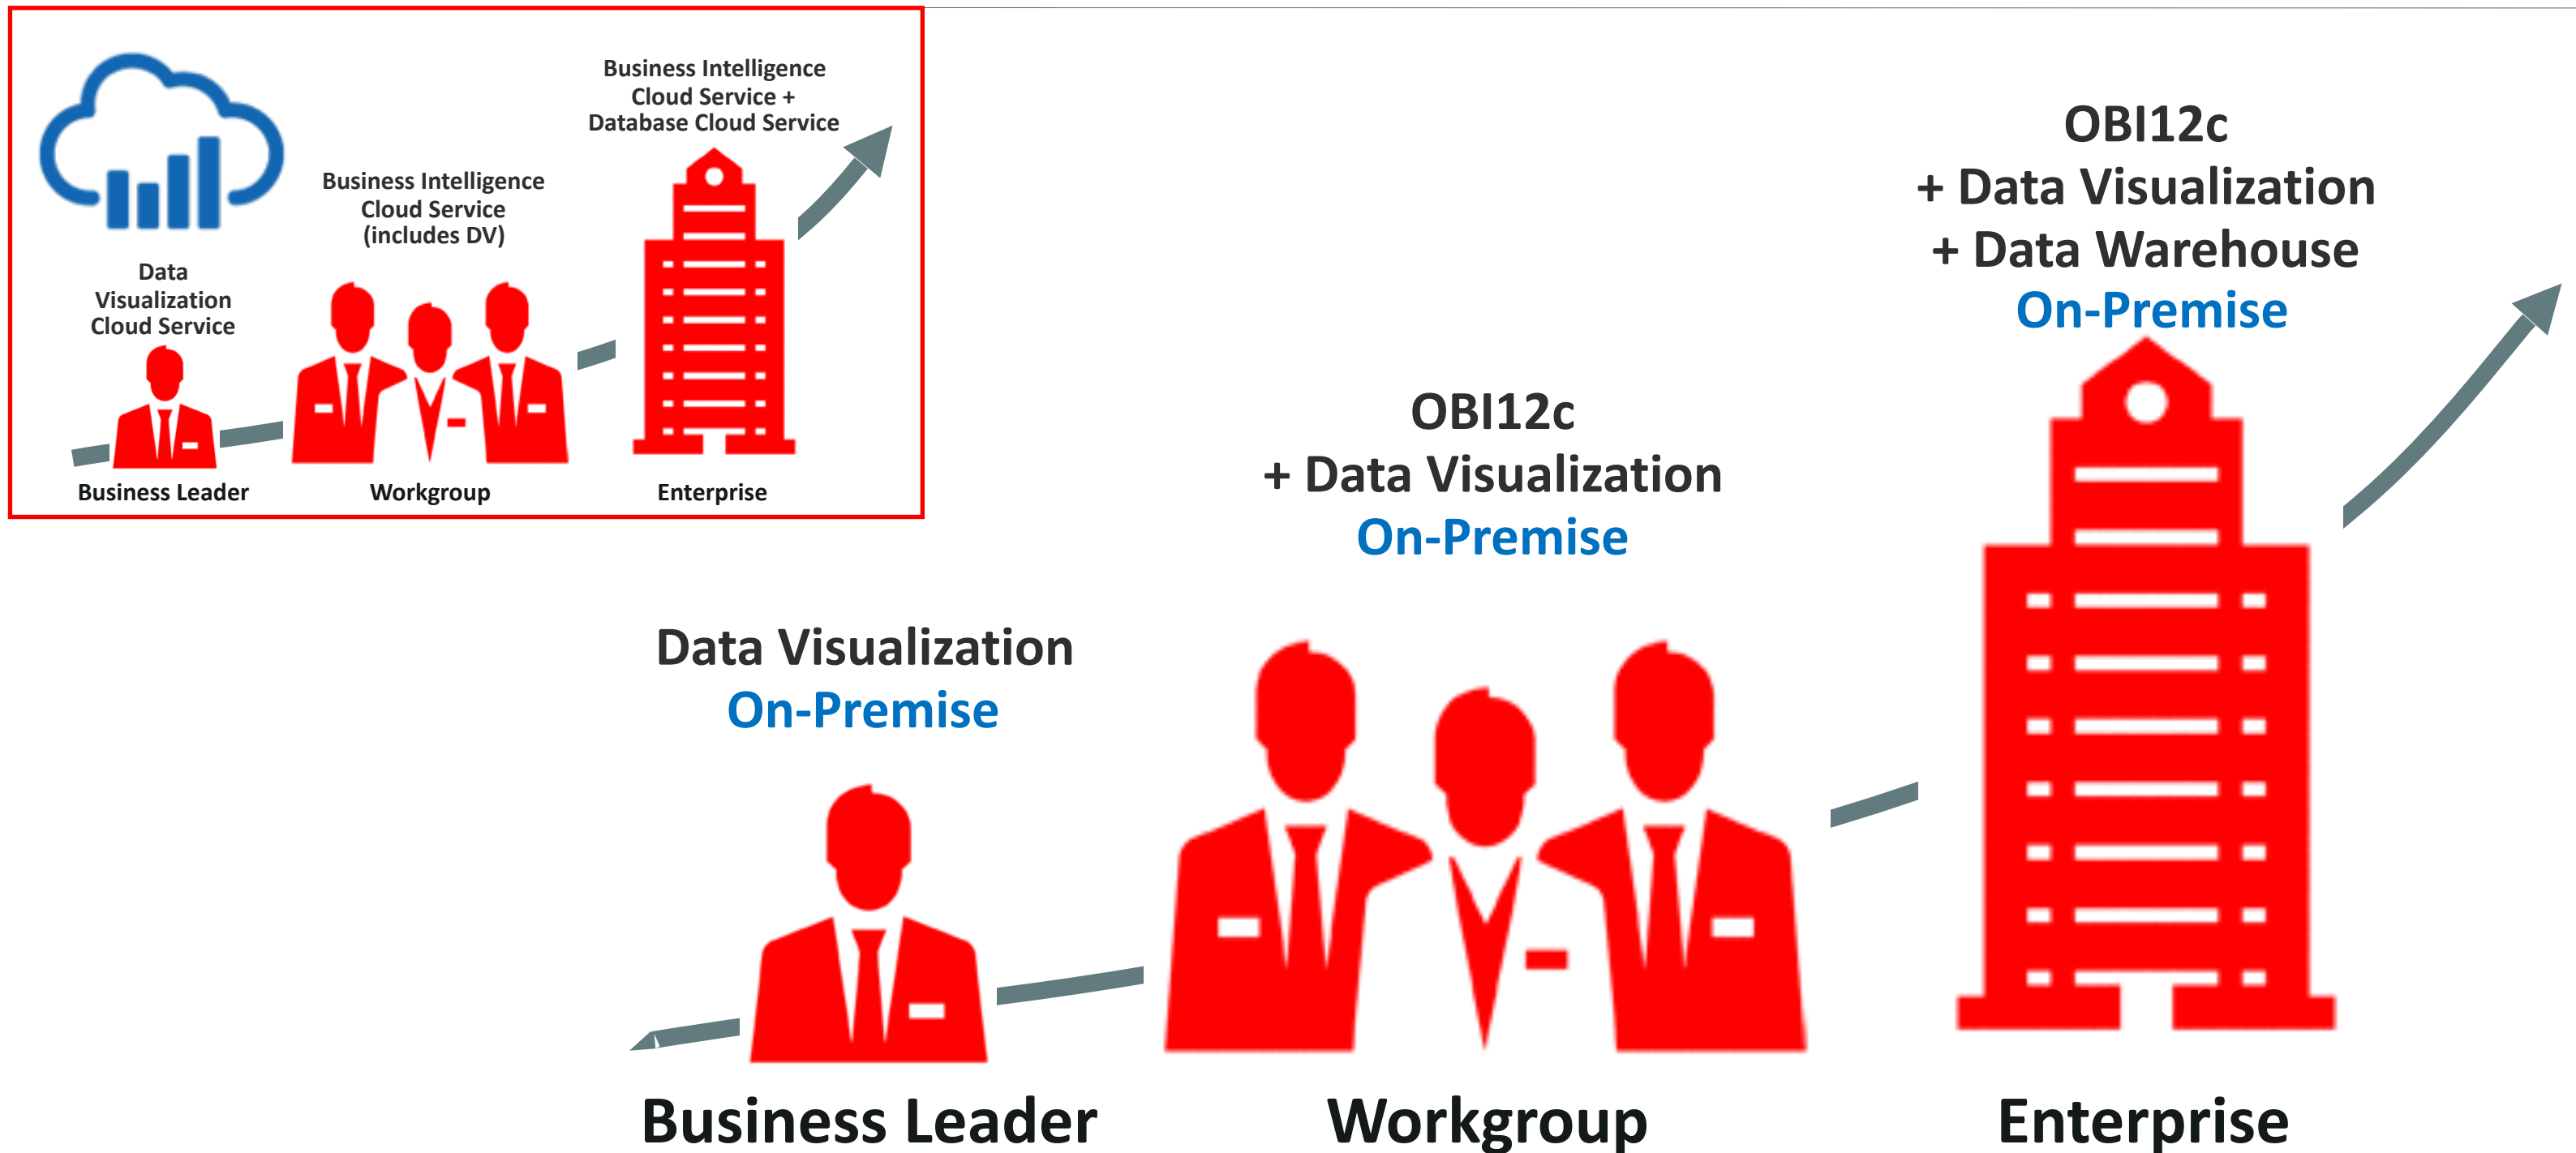 Business Intelligence
Cloud Service +
Database Cloud Service
Business Intelligence
Cloud Service
(includes DV)
Data
Visualization
Cloud Service
Business Leader
Workgroup
Enterprise
OBI12c
+ Data Visualization
+ Data Warehouse
On-Premise
OBI12c
+ Data Visualization
On-Premise
Data Visualization
On-Premise
Business Leader
Workgroup
Enterprise